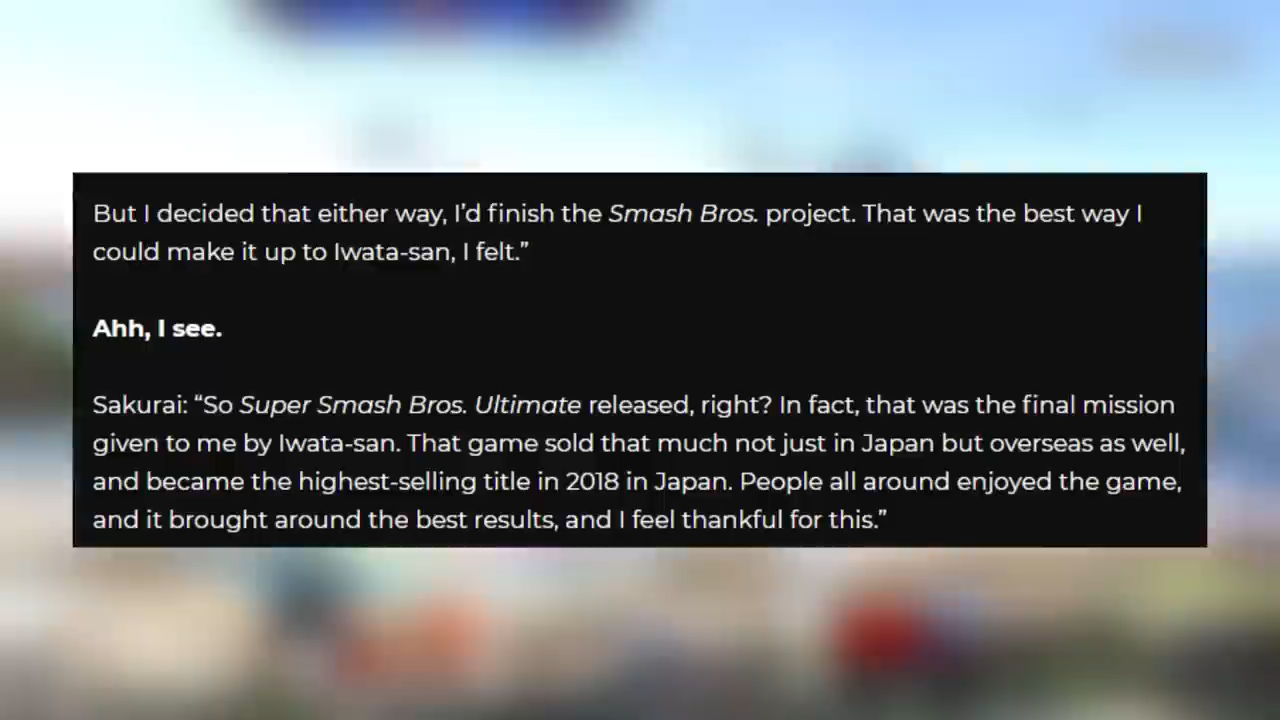 But I decided that either way, I’d finish the Smash Bros. project. That was the best way I
could make it up to Iwata-san, I felt.”
Ahh, I see.
Sakurai: “So Super Smash Bros. Ultimate released, right? In fact, that was the final mission
given to me by Iwata-san. That game sold that much not just in Japan but overseas as well,
and became the highest-selling title in 2018 in Japan. People all around enjoyed the game,
and it brought around the best results, and I feel thankful for this.”